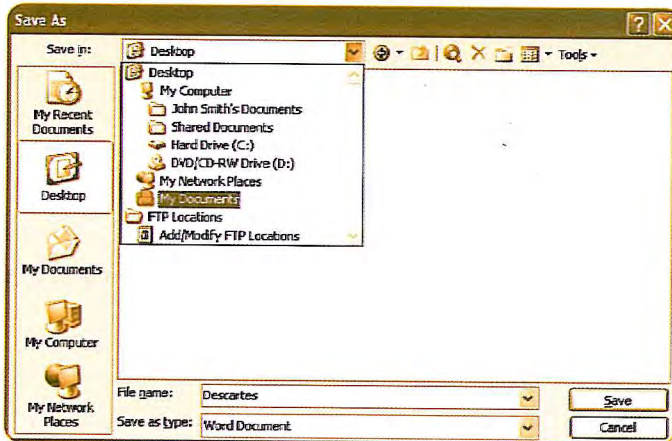 Save As
Save in:
Desktop
Tools
Desktop
My Computer
John Smith's Documents
Shared Documents
Hard Drive (C:)
DVD/CD-RW Drive (D:)
My Network Places
My Documents
FTP Locations
Add/Modify FTP Locations
My Recent
Documents
Desktop
My Documents
My Computer
My Network
Places
File name:
Descartes
Save
Save as type:
Word Document
Cancel